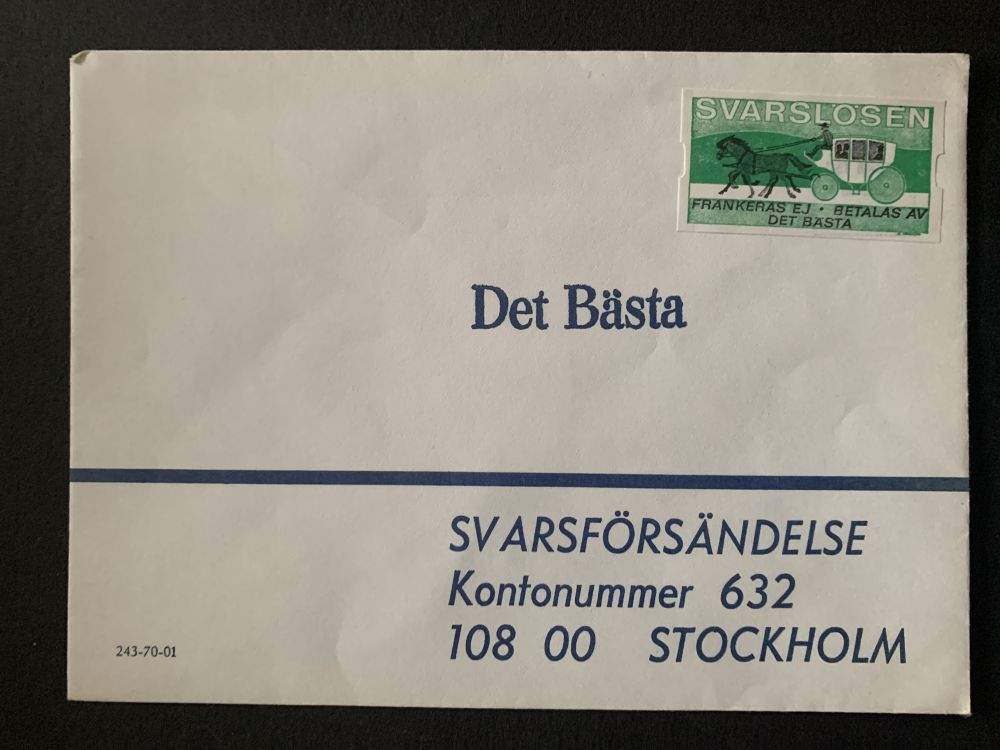 SVARSLÖSEN
FRANKERAS EJ · BETALAS AV
DET BÄSTA
Det Bästa
SVARSFÖRSÄNDELSE
Kontonummer 632
108 00 STOCKHOLM
243-70-01